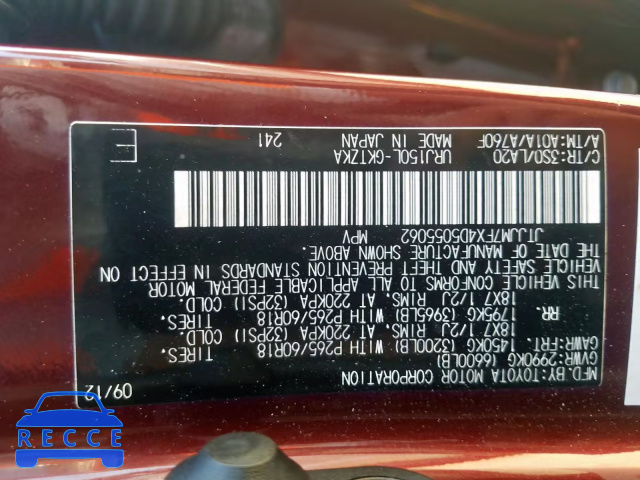 MFD.BY:TOYOTA MOTOR CORPORATION 09/12
GVWR:2990KG (6600LB)
GAWR:FRT. 1450KG (3200LB) WITH P265/60R18 TIRES.
18X7 1/2J RIMS. AT 220KPA (32PSI) COLD.
RR. 1795KG (3965LB) WITH P265/60R18 TIRES.
18X7 1/2J RIMS. AT 220KPA (32PSI) COLD.
THIS VEHICLE CONFORMS TO ALL APPLICABLE FEDERAL MOTOR
VEHICLE SAFETY AND THEFT PREVENTION STANDARDS IN EFFECT ON
THE DATE OF MANUFACTURE SHOWN ABOVE.
JTJJM7FX4D5055062 MPV
URJ150L-GKTZKA 241 E
MADE IN JAPAN
C/TR:3S0/LA20
A/TM:A01A/A760F
RECCE